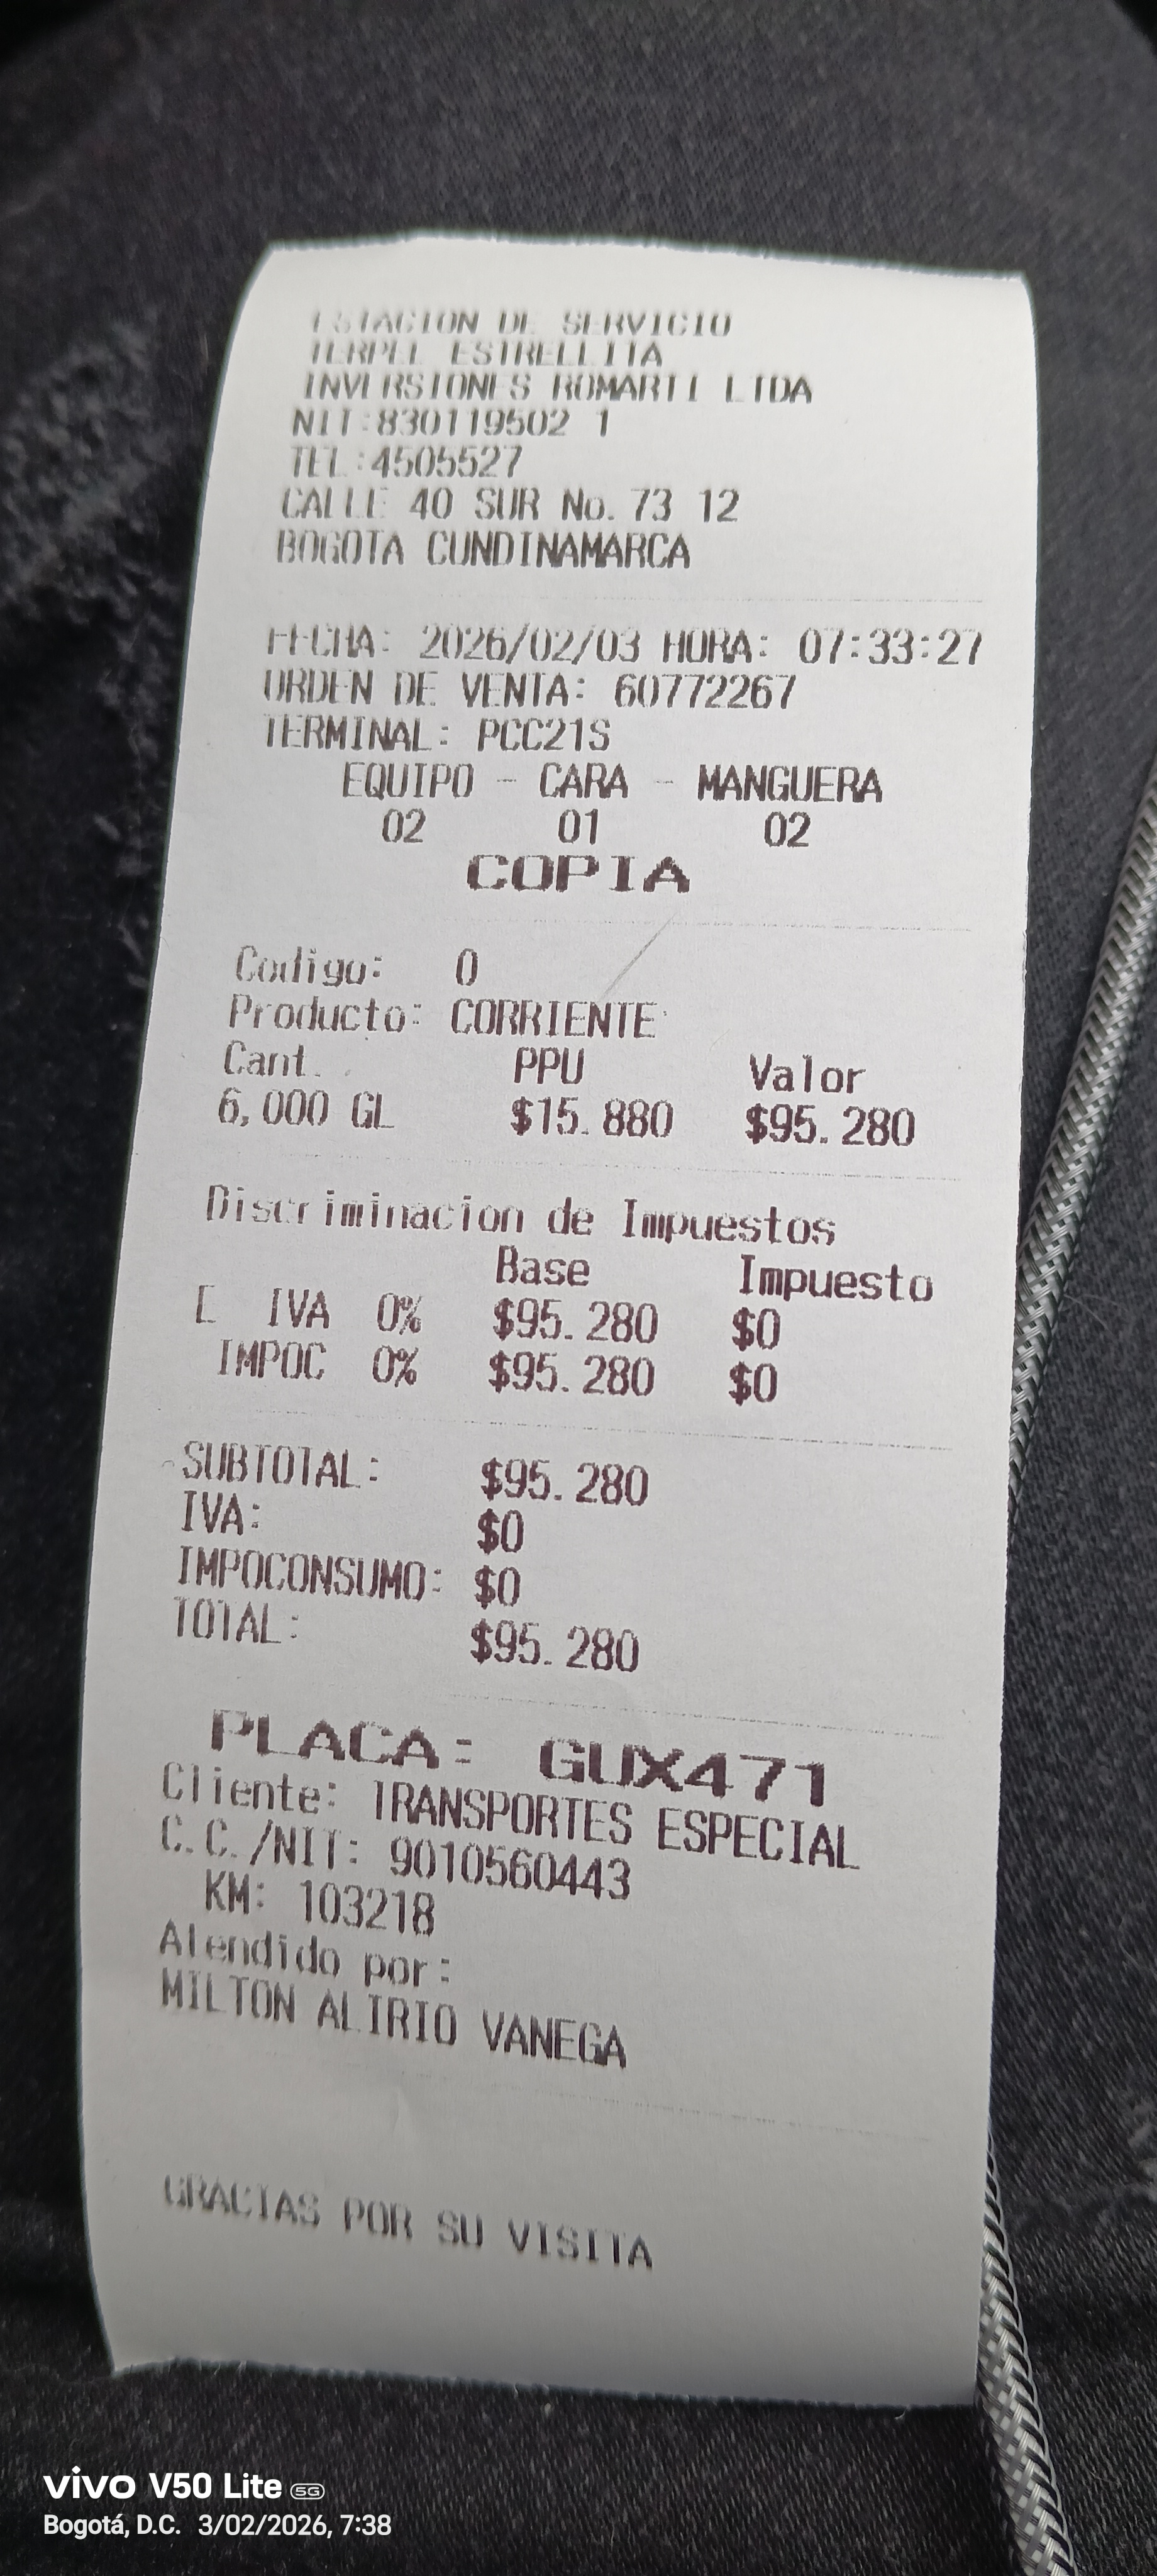 ESTACION DE SERVICIO
TERPEL ESTRELLITA
INVERSIONES ROMARTI LTDA
NIT:830119502 1
TEL:4505527
CALLE 40 SUR No. 73 12
BOGOTA CUNDINAMARCA
FECHA: 2026/02/03 HORA: 07:33:27
ORDEN DE VENTA: 60772267
TERMINAL: PCC21S
EQUIPO - CARA - MANGUERA
02 01 02
COPIA
Codigo: 0
Producto: CORRIENTE
Cant. PPU Valor
6,000 GL $15.880 $95.280
Discriminacion de Impuestos
Base Impuesto
[ IVA 0% $95.280 $0
IMPOC 0% $95.280 $0
SUBTOTAL: $95.280
IVA: $0
IMPOCONSUMO: $0
TOTAL: $95.280
PLACA: GUX471
Cliente: TRANSPORTES ESPECIAL
C.C./NIT: 9010560443
KM: 103218
Atendido por:
MILTON ALIRIO VANEGA
GRACIAS POR SU VISITA
vivo V50 Lite 5G
Bogotá, D.C. 3/02/2026, 7:38